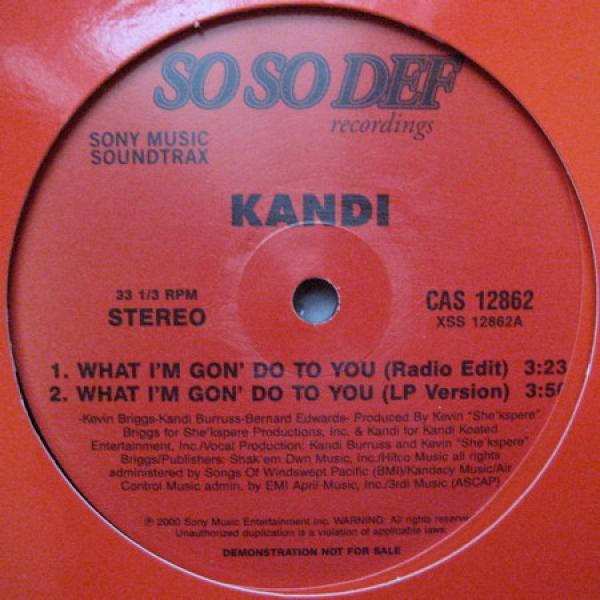 SO SO DEF
recordings
SONY MUSIC
SOUNDTRAX
KANDI
33 1/3 RPM
STEREO
CAS 12862
XSS 12862A
1. WHAT I'M GON' DO TO YOU (Radio Edit) 3:23
2. WHAT I'M GON' DO TO YOU (LP Version) 3:50
-Kevin Briggs-Kandi Burruss-Bernard Edwards- Produced By Kevin "She'kspere"
Briggs for She'kspere Productions, Inc. & Kandi for Kandi Koated
Entertainment, Inc./Vocal Production: Kandi Burruss and Kevin "She'kspere"
Briggs/Publishers: Shak'em Dwn Music, Inc./Hitco Music all rights
administered by Songs Of Windswept Pacific (BMI)/Kandacy Music/Air
Control Music admin. by EMI April Music, Inc./3rdi Music (ASCAP)
℗ 2000 Sony Music Entertainment Inc. WARNING: All rights reserved.
Unauthorized duplication is a violation of applicable laws.
DEMONSTRATION NOT FOR SALE